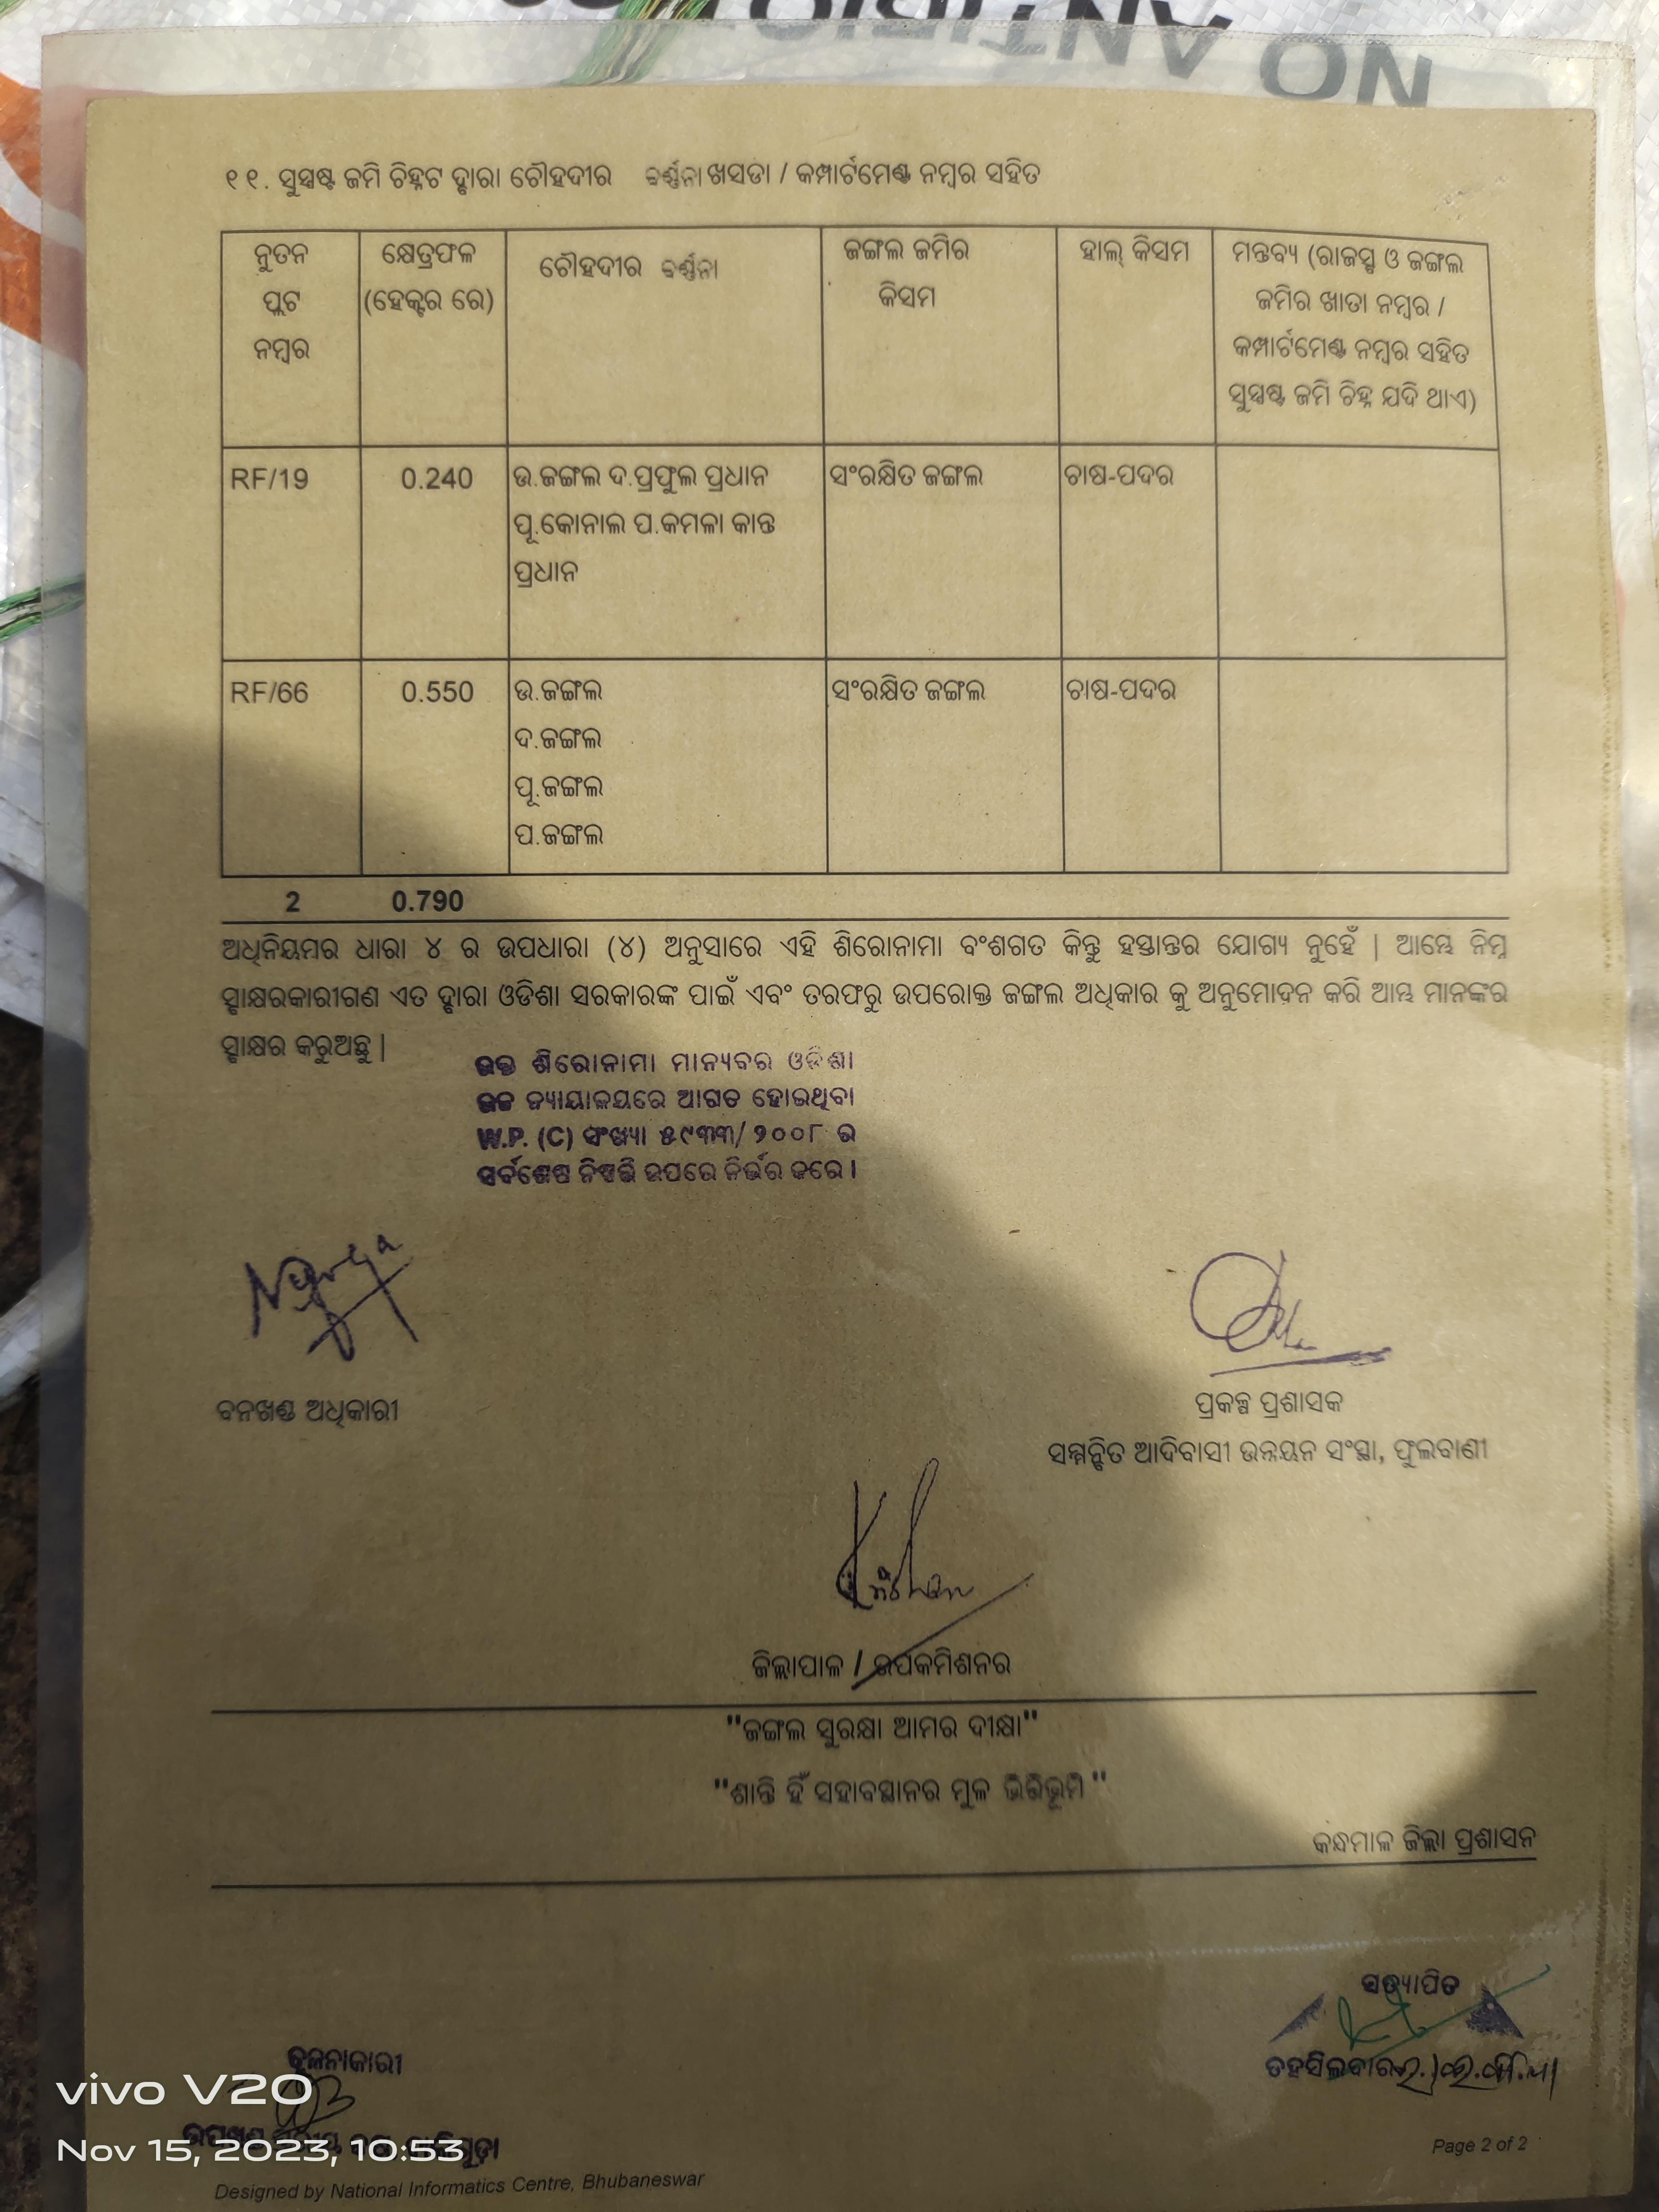 NO ANTIBIOTICS
୧୧. ସୁସ୍ପଷ୍ଟ ଜମି ଚିହ୍ନଟ ଦ୍ବାରା ଚୌହଦୀର ବର୍ଣ୍ଣନା ଖସଡା / କମ୍ପାର୍ଟମେଣ୍ଟ ନମ୍ବର ସହିତ
ନୁତନ ପ୍ଲଟ ନମ୍ବର
କ୍ଷେତ୍ରଫଳ (ହେକ୍ଟର ରେ)
ଚୌହଦୀର ବର୍ଣ୍ଣନା
ଜଙ୍ଗଲ ଜମିର କିସମ
ହାଲ୍ କିସମ
ମନ୍ତବ୍ୟ (ରାଜସ୍ବ ଓ ଜଙ୍ଗଲ
ଜମିର ଖାତା ନମ୍ବର /
କମ୍ପାର୍ଟମେଣ୍ଟ ନମ୍ବର ସହିତ
ସୁସ୍ପଷ୍ଟ ଜମି ଚିହ୍ନ ଯଦି ଥାଏ)
RF/19 0.240 ଉ.ଜଙ୍ଗଲ ଦ.ପ୍ରଫୁଲ ପ୍ରଧାନ ସଂରକ୍ଷିତ ଜଙ୍ଗଲ ଚାଷ-ପଦର
ପୂ.କୋନାଲ ପ.କମଳା କାନ୍ତ
ପ୍ରଧାନ
RF/66 0.550 ଉ.ଜଙ୍ଗଲ ସଂରକ୍ଷିତ ଜଙ୍ଗଲ ଚାଷ-ପଦର
ଦ.ଜଙ୍ଗଲ
ପୂ.ଜଙ୍ଗଲ
ପ.ଜଙ୍ଗଲ
2 0.790
ଅଧିନିୟମର ଧାରା ୪ ର ଉପଧାରା (୪) ଅନୁସାରେ ଏହି ଶିରୋନାମା ବଂଶଗତ କିନ୍ତୁ ହସ୍ତାନ୍ତର ଯୋଗ୍ୟ ନୁହେଁ | ଆମ୍ଭେ ନିମ୍ନ
ସ୍ବାକ୍ଷରକାରୀଗଣ ଏତ ଦ୍ବାରା ଓଡିଶା ସରକାରଙ୍କ ପାଇଁ ଏବଂ ତରଫରୁ ଉପରୋକ୍ତ ଜଙ୍ଗଲ ଅଧିକାର କୁ ଅନୁମୋଦନ କରି ଆମ୍ଭ ମାନଙ୍କର
ସ୍ବାକ୍ଷର କରୁଅଛୁ |
ଉକ୍ତ ଶିରୋନାମା ମାନ୍ୟବର ଓଡିଶା
ଉଚ୍ଚ ନ୍ୟାୟାଳୟରେ ଆଗତ ହୋଇଥିବା
W.P. (C) ସଂଖ୍ୟା ୫୯୩୩/୨୦୦୮ ର
ସର୍ବଶେଷ ନିଷ୍ପତ୍ତି ଉପରେ ନିର୍ଭର କରେ।
ବନଖଣ୍ଡ ଅଧିକାରୀ
ପ୍ରକଳ୍ପ ପ୍ରଶାସକ
ସମ୍ମନ୍ବିତ ଆଦିବାସୀ ଉନ୍ନୟନ ସଂସ୍ଥା, ଫୁଲବାଣୀ
ଜିଲ୍ଲାପାଳ / ଉପକମିଶନର
"ଜଙ୍ଗଲ ସୁରକ୍ଷା ଆମର ଦୀକ୍ଷା"
"ଶାନ୍ତି ହିଁ ସହାବସ୍ଥାନର ମୁଳ ଭିତ୍ତିଭୂମି"
କନ୍ଧମାଳ ଜିଲ୍ଲା ପ୍ରଶାସନ
ସତ୍ୟାପିତ
ତହସିଲଦାର
ତୁଳନାକାରୀ
vivo V20
Nov 15, 2023, 10:53
Page 2 of 2
Designed by National Informatics Centre, Bhubaneswar